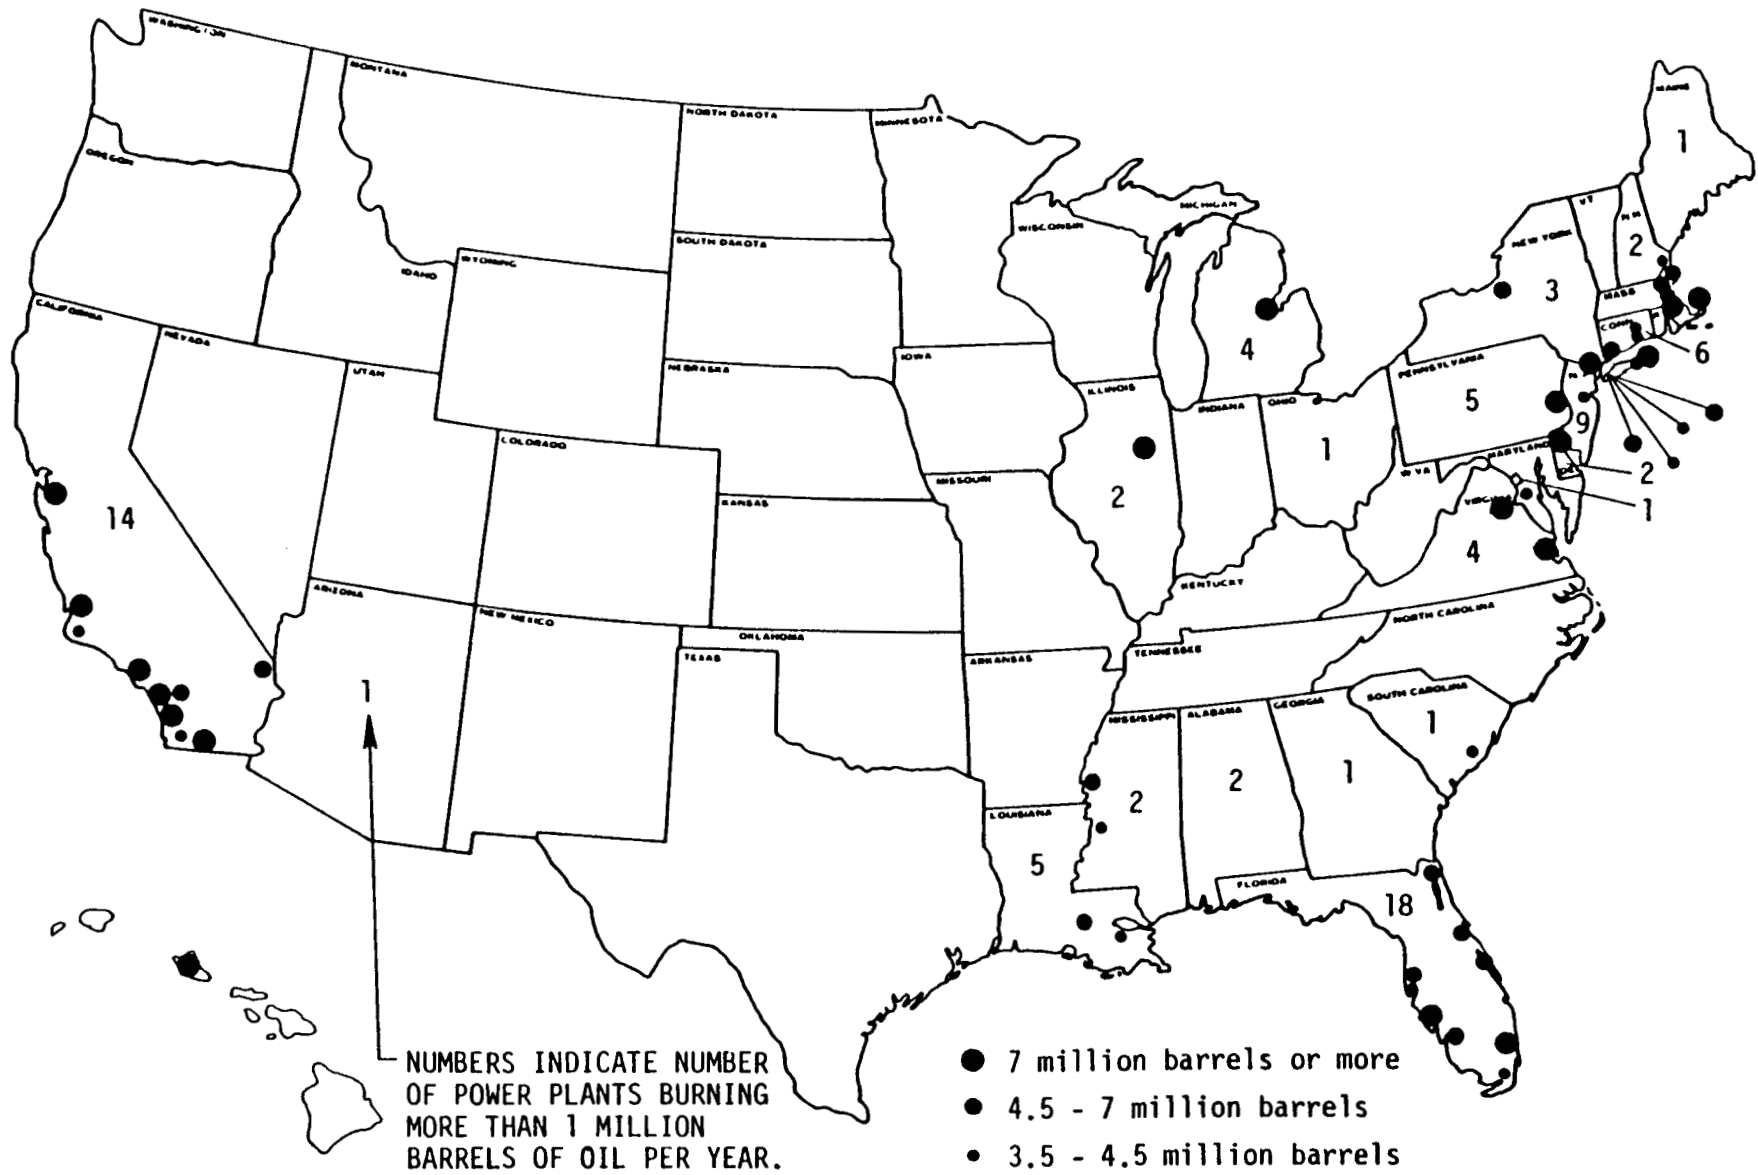 WASHINGTON
MONTANA
NORTH DAKOTA
MINNESOTA
MAINE
1
OREGON
MICHIGAN
VT
N H
2
WISCONSIN
NEW YORK
3
SOUTH DAKOTA
WYOMING
IDAHO
MASS
CONN
R
6
CALIFORNIA
NEVADA
UTAH
NEBRASKA
IOWA
4
PENNSYLVANIA
5
N
9
ILLINOIS
INDIANA
OHIO
1
COLORADO
MARYLAND
W VA
DE
2
1
MISSOURI
KANSAS
2
VIRGINIA
4
14
ARIZONA
NEW MEXICO
KENTUCKY
NORTH CAROLINA
OKLAHOMA
TEXAS
ARKANSAS
TENNESSEE
1
SOUTH CAROLINA
1
MISSISSIPPI
ALABAMA
GEORGIA
2
2
1
LOUISIANA
5
FLORIDA
18
NUMBERS INDICATE NUMBER
OF POWER PLANTS BURNING
MORE THAN 1 MILLION
BARRELS OF OIL PER YEAR.
7 million barrels or more
4.5 - 7 million barrels
3.5 - 4.5 million barrels